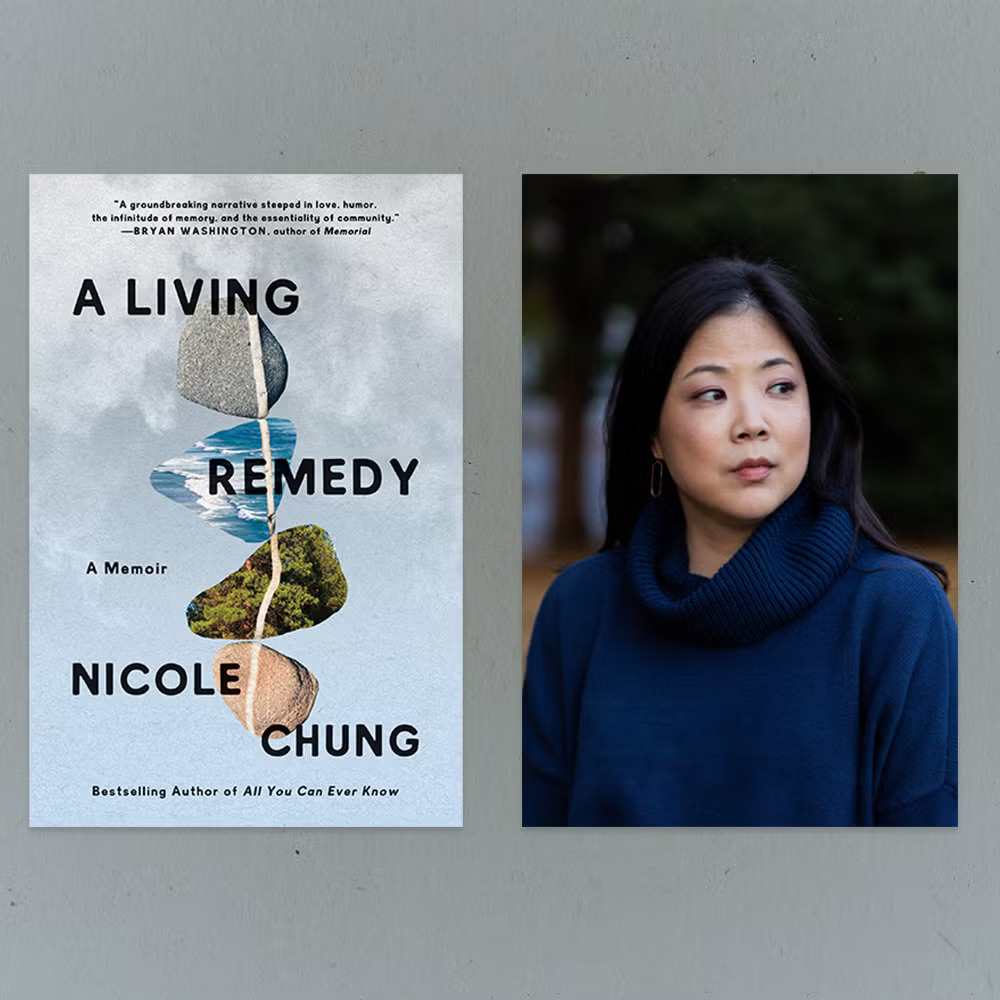 "A groundbreaking narrative steeped in love, humor,
the infinitude of memory, and the essentiality of community."
—BRYAN WASHINGTON, author of Memorial
A LIVING
REMEDY
A Memoir
NICOLE
CHUNG
Bestselling Author of All You Can Ever Know